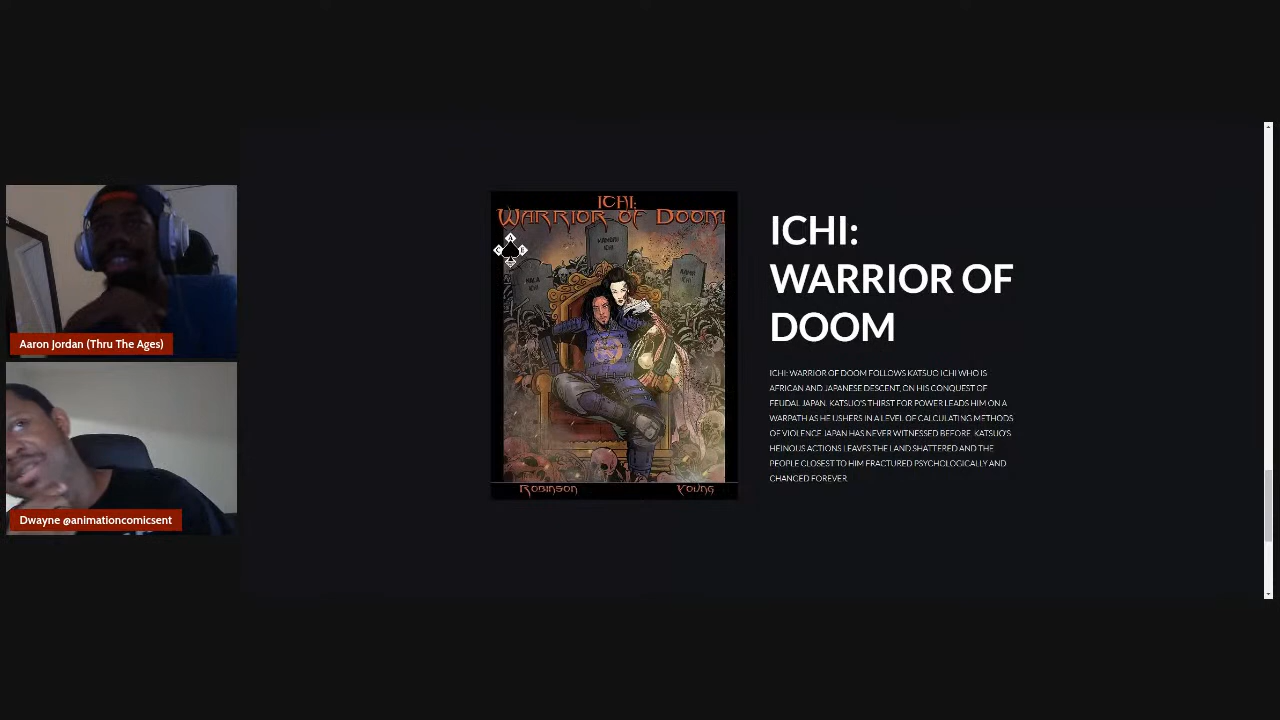 Aaron Jordan (Thru The Ages)
Dwayne @animationcomicsent
ICHI:
WARRIOR OF DOOM
A
C
E
KAMORU
ICHI
ICHI
ICHI
ROBINSON
YOUNG
ICHI:
WARRIOR OF
DOOM
ICHI: WARRIOR OF DOOM FOLLOWS KATSUO ICHI WHO IS
AFRICAN AND JAPANESE DESCENT, ON HIS CONQUEST OF
FEUDAL JAPAN. KATSUO'S THIRST FOR POWER LEADS HIM ON A
WARPATH AS HE USHERS IN A LEVEL OF CALCULATING METHODS
OF VIOLENCE JAPAN HAS NEVER WITNESSED BEFORE. KATSUO'S
HEINOUS ACTIONS LEAVES THE LAND SHATTERED AND THE
PEOPLE CLOSEST TO HIM FRACTURED PSYCHOLOGICALLY AND
CHANGED FOREVER.